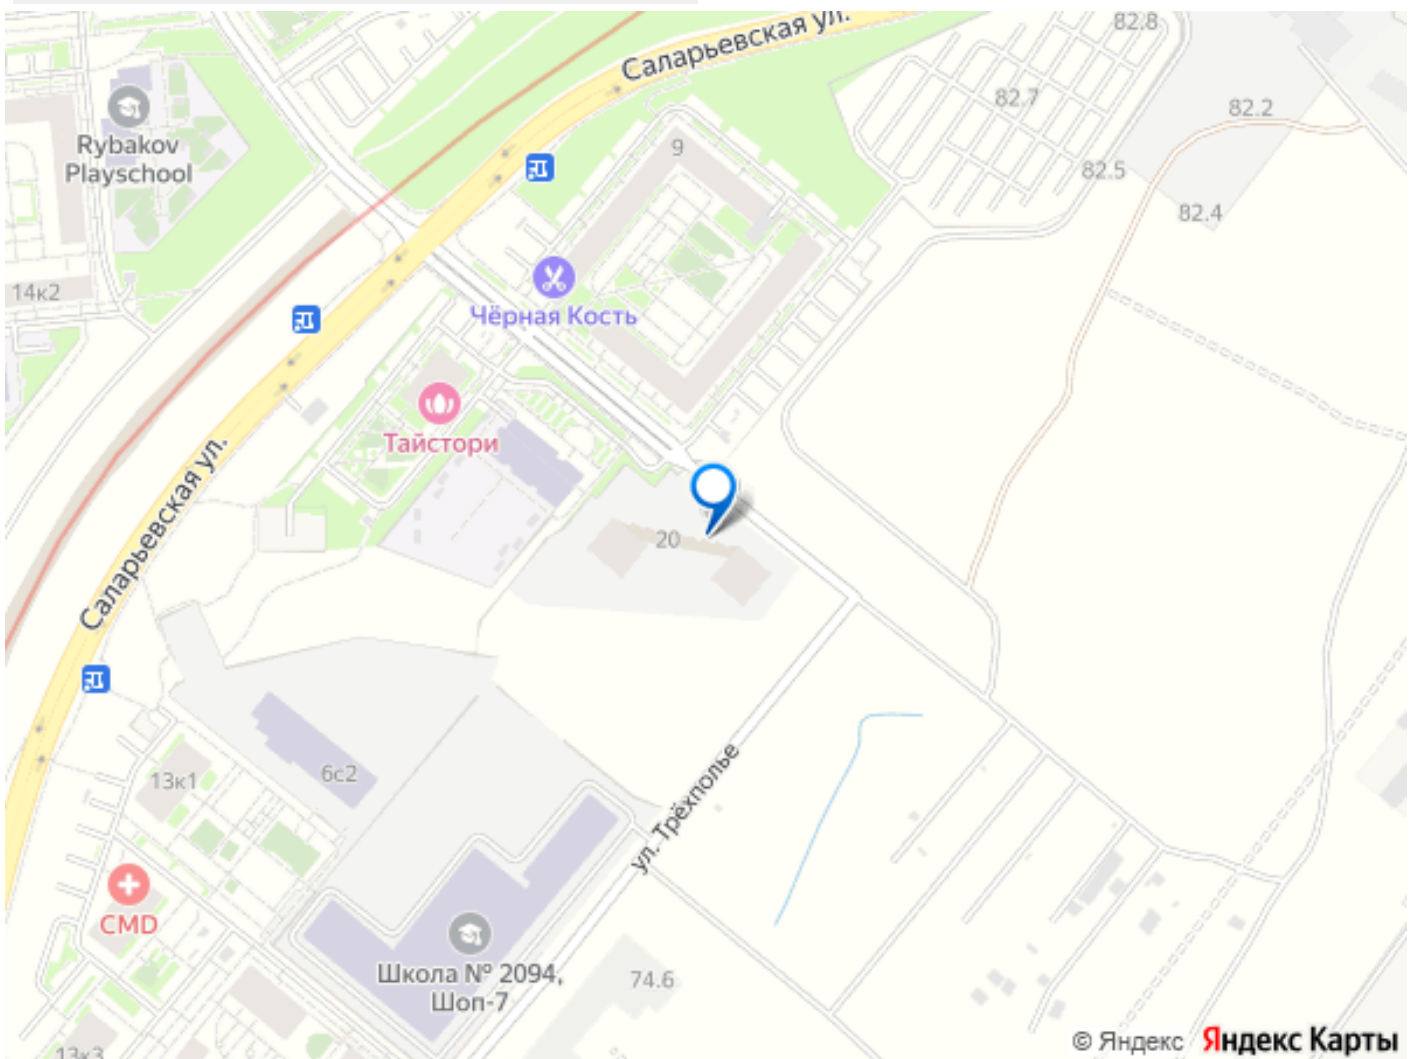 Саларьевская ул.
82.8
82.7
82.2
Rybakov
Playschool
9
82.5
82.4
14к2
Чёрная Кость
Тайстори
Саларьевская ул.
20
13к1
6с2
ул. Трёхполье
CMD
Школа № 2094,
Шоп-7
74.6
13к3
© Яндекс Яндекс Карты